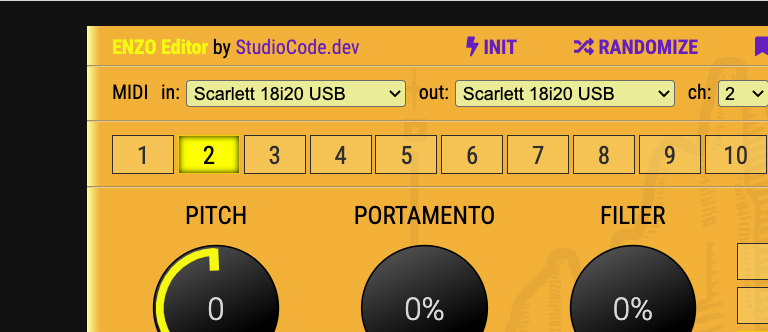 ENZO Editor by StudioCode.dev INIT RANDOMIZE
MIDI in: Scarlett 18i20 USB out: Scarlett 18i20 USB ch: 2
1 2 3 4 5 6 7 8 9 10
PITCH PORTAMENTO FILTER
0 0% 0%